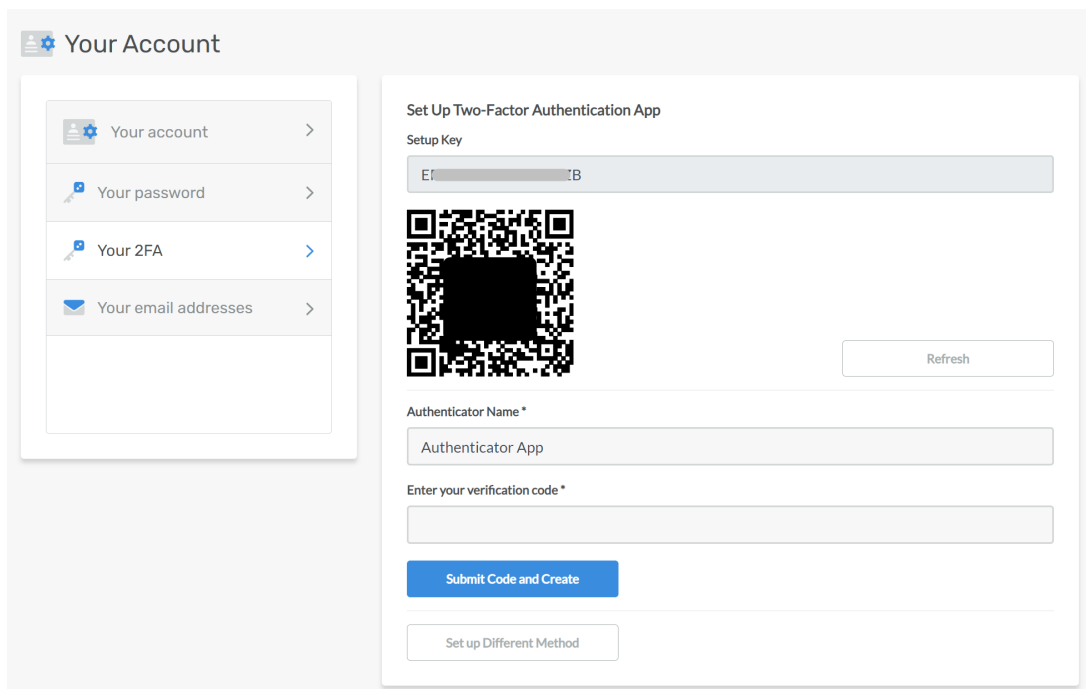 Your Account
Your account
Your password
Your 2FA
Your email addresses
Set Up Two-Factor Authentication App
Setup Key
Refresh
Authenticator Name *
Authenticator App
Enter your verification code *
Submit Code and Create
Set up Different Method